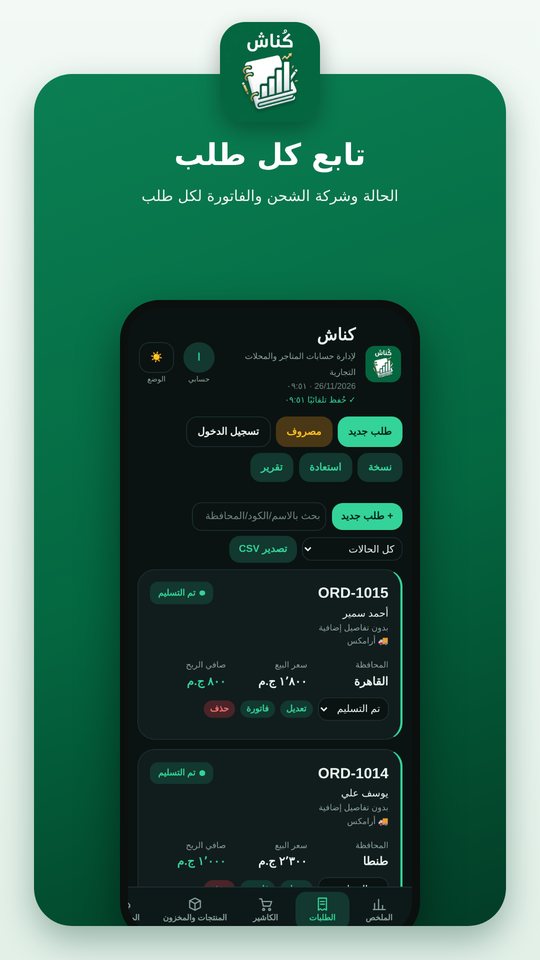 كُناش
تابع كل طلب
الحالة وشركة الشحن والفاتورة لكل طلب
كناش
كُناش
لإدارة حسابات المتاجر والمحلات
التجارية
26/11/2026 · ٠٩:٥١
✓ حُفظ تلقائيًا ٠٩:٥١
ا
حسابي
الوضع
طلب جديد
مصروف
تسجيل الدخول
نسخة
استعادة
تقرير
+ طلب جديد
بحث بالاسم/الكود/المحافظة
كل الحالات
تصدير CSV
ORD-1015
تم التسليم
أحمد سمير
بدون تفاصيل إضافية
أرامكس
المحافظة
سعر البيع
صافي الربح
القاهرة
١٬٨٠٠ ج.م
٨٠٠ ج.م
تم التسليم
تعديل
فاتورة
حذف
ORD-1014
تم التسليم
يوسف علي
بدون تفاصيل إضافية
أرامكس
المحافظة
سعر البيع
صافي الربح
طنطا
٢٬٣٠٠ ج.م
١٬٠٠٠ ج.م
الملخص
الطلبات
الكاشير
المنتجات والمخزون